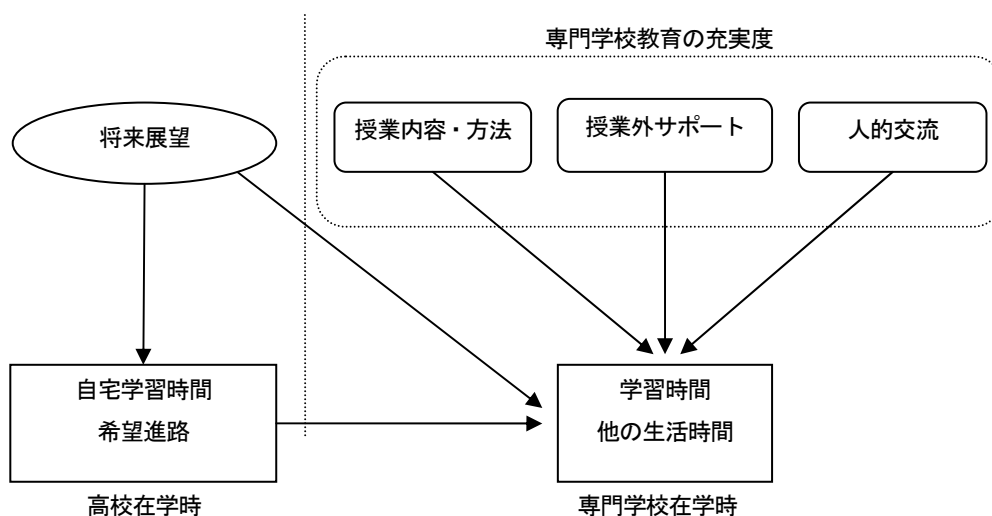 専門学校教育の充実度
将来展望
授業内容・方法
授業外サポート
人的交流
自宅学習時間
希望進路
学習時間
他の生活時間
高校在学時
専門学校在学時